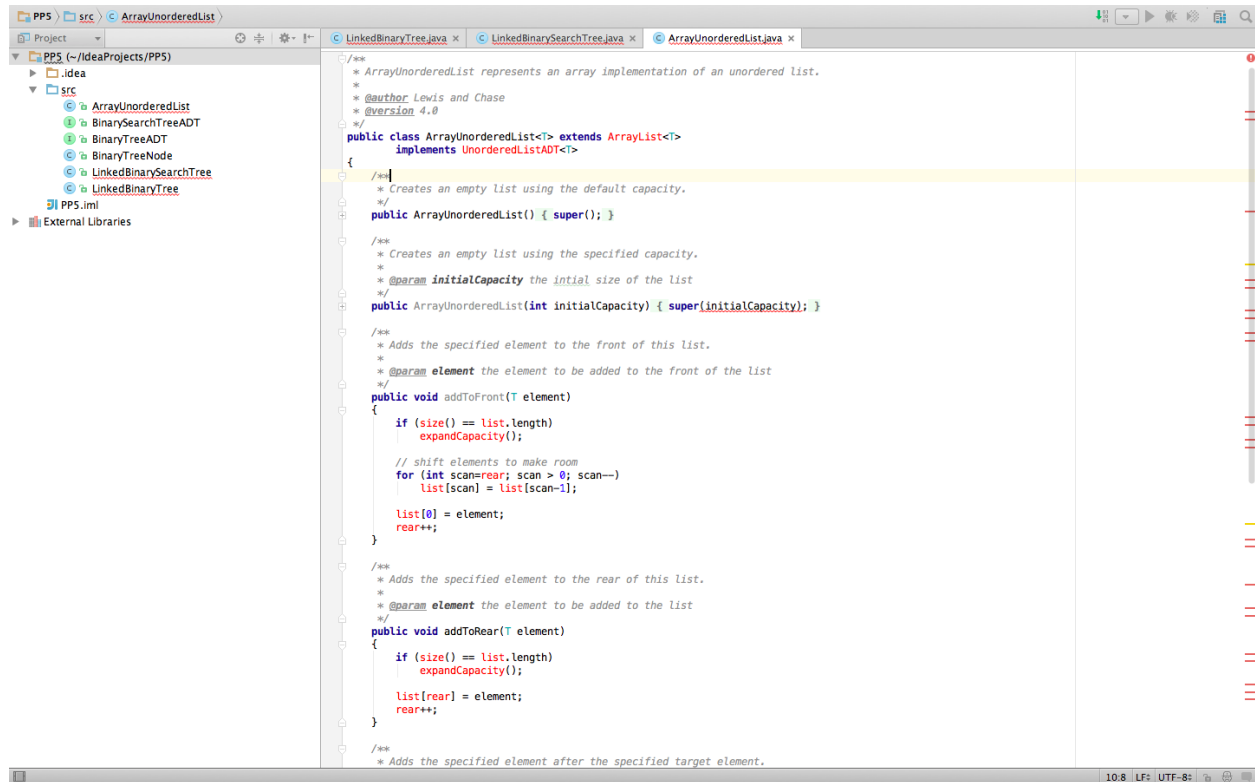 PP5 src ArrayUnorderedList
Project
LinkedBinaryTree.java × LinkedBinarySearchTree.java × ArrayUnorderedList.java ×
PP5 (~/IdeaProjects/PP5)
.idea
src
ArrayUnorderedList
BinarySearchTreeADT
BinaryTreeADT
BinaryTreeNode
LinkedBinarySearchTree
LinkedBinaryTree
PP5.iml
External Libraries
/**
* ArrayUnorderedList represents an array implementation of an unordered list.
*
* @author Lewis and Chase
* @version 4.0
*/
public class ArrayUnorderedList<T> extends ArrayList<T>
implements UnorderedListADT<T>
{
/**
* Creates an empty list using the default capacity.
*/
public ArrayUnorderedList() { super(); }
/**
* Creates an empty list using the specified capacity.
*
* @param initialCapacity the intial size of the list
*/
public ArrayUnorderedList(int initialCapacity) { super(initialCapacity); }
/**
* Adds the specified element to the front of this list.
*
* @param element the element to be added to the front of the list
*/
public void addToFront(T element)
{
if (size() == list.length)
expandCapacity();
// shift elements to make room
for (int scan=rear; scan > 0; scan--)
list[scan] = list[scan-1];
list[0] = element;
rear++;
}
/**
* Adds the specified element to the rear of this list.
*
* @param element the element to be added to the list
*/
public void addToRear(T element)
{
if (size() == list.length)
expandCapacity();
list[rear] = element;
rear++;
}
/**
* Adds the specified element after the specified target element.
10:8 LF÷ UTF-8÷